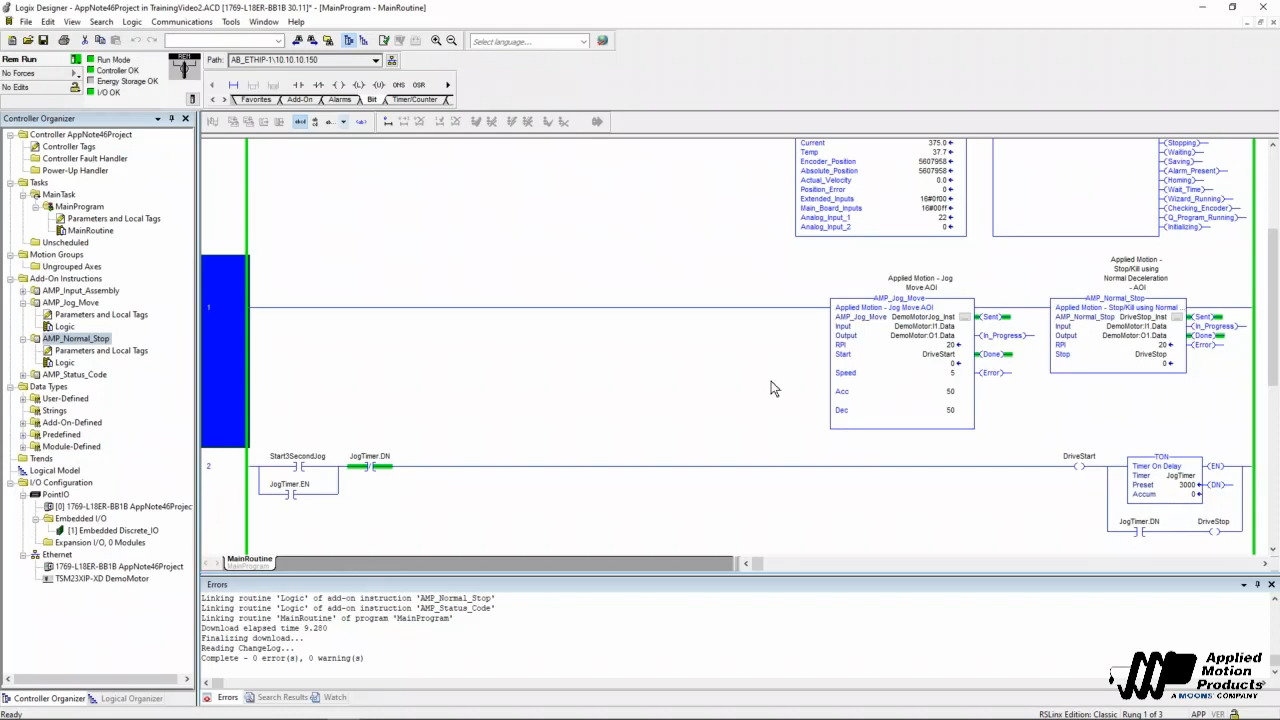 Logix Designer - AppNote46Project in TrainingVideo2.ACD [1769-L18ER-BB1B 30.11]* - [MainProgram - MainRoutine]
File Edit View Search Logic Communications Tools Window Help
Select language...
Rem Run
No Forces
No Edits
Run Mode
Controller OK
Energy Storage OK
I/O OK
REM
Path: AB_ETHIP-1\10.10.10.150
ONS OSR
Favorites Add-On Alarms Bit Timer/Counter
Controller Organizer
Controller AppNote46Project
Controller Tags
Controller Fault Handler
Power-Up Handler
Tasks
MainTask
MainProgram
Parameters and Local Tags
MainRoutine
Unscheduled
Motion Groups
Ungrouped Axes
Add-On Instructions
AMP_Input_Assembly
AMP_Jog_Move
Parameters and Local Tags
Logic
AMP_Normal_Stop
Parameters and Local Tags
Logic
AMP_Status_Code
Data Types
User-Defined
Strings
Add-On-Defined
Predefined
Module-Defined
Trends
Logical Model
I/O Configuration
PointIO
[0] 1769-L18ER-BB1B AppNote46Projec
Embedded I/O
[1] Embedded Discrete_IO
Expansion I/O, 0 Modules
Ethernet
1769-L18ER-BB1B AppNote46Project
TSM23XIP-XD DemoMotor
Controller Organizer Logical Organizer
Current 375.0
Temp 37.7
Encoder_Position 5607958
Absolute_Position 5607958
Actual_Velocity 0.0
Position_Error 0
Extended_Inputs 16#0f00
Main_Board_Inputs 16#00ff
Analog_Input_1 22
Analog_Input_2 0
Stopping
Waiting
Saving
Alarm_Present
Homing
Wait_Time
Wizard_Running
Checking_Encoder
Q_Program_Running
Initializing
1
Applied Motion - Jog
Move AOI
AMP_Jog_Move
Applied Motion - Jog Move AOI
AMP_Jog_Move DemoMotorJog_Inst ... (Sent)
Input DemoMotor:I1.Data
Output DemoMotor:O1.Data (In_Progress)
RPI 20
Start DriveStart (Done)
0
Speed 5 (Error)
Acc 50
Dec 50
Applied Motion -
Stop/Kill using
Normal Deceleration
- AOI
AMP_Normal_Stop
Applied Motion - Stop/Kill using Normal ...
AMP_Normal_Stop DriveStop_Inst ... (Sent)
Input DemoMotor:I1.Data (In_Progress)
Output DemoMotor:O1.Data (Done)
RPI 20 (Error)
Stop DriveStop
0
2
Start3SecondJog JogTimer.DN
JogTimer.EN
DriveStart
TON
Timer On Delay (EN)
Timer JogTimer
Preset 3000 (DN)
Accum 0
JogTimer.DN DriveStop
MainRoutine
MainProgram
Errors
Linking routine 'Logic' of add-on instruction 'AMP_Normal_Stop'
Linking routine 'Logic' of add-on instruction 'AMP_Status_Code'
Linking routine 'MainRoutine' of program 'MainProgram'
Download elapsed time 9.280
Finalizing download...
Reading ChangeLog...
Complete - 0 error(s), 0 warning(s)
Errors Search Results Watch
Applied
Motion
Products
A MOONS' COMPANY
Ready
RSLinx Edition: Classic Rung 1 of 3 APP VER